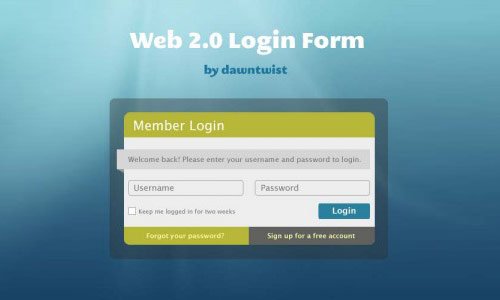 Web 2.0 Login Form
by dawntwist
Member Login
Welcome back! Please enter your username and password to login.
Username Password
Keep me logged in for two weeks Login
Forgot your password? Sign up for a free account